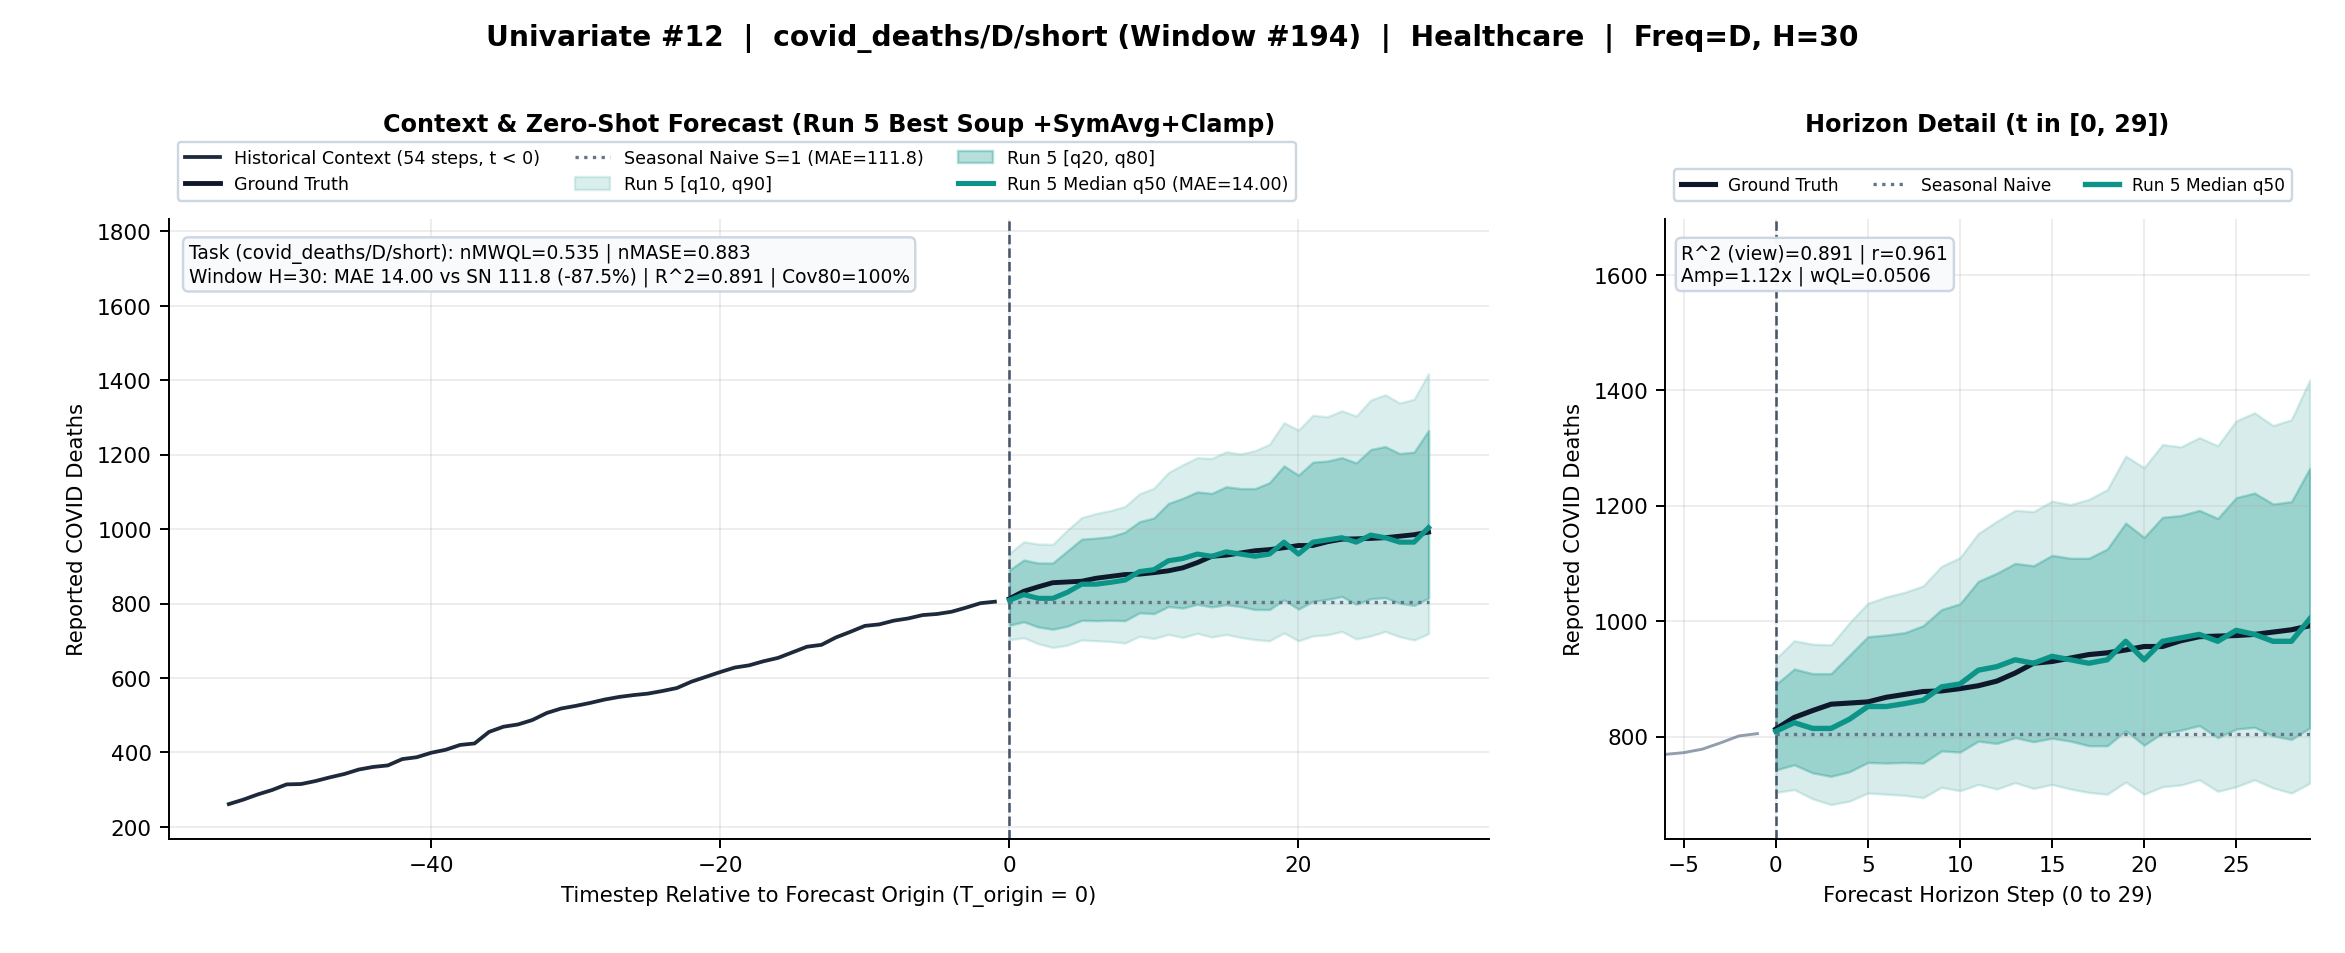 Univariate #12 | covid_deaths/D/short (Window #194) | Healthcare | Freq=D, H=30
Context & Zero-Shot Forecast (Run 5 Best Soup +SymAvg+Clamp)
Historical Context (54 steps, t < 0)
Ground Truth
Seasonal Naive S=1 (MAE=111.8)
Run 5 [q10, q90]
Run 5 [q20, q80]
Run 5 Median q50 (MAE=14.00)
Task (covid_deaths/D/short): nMWQL=0.535 | nMASE=0.883
Window H=30: MAE 14.00 vs SN 111.8 (-87.5%) | R^2=0.891 | Cov80=100%
Reported COVID Deaths
1800
1600
1400
1200
1000
800
600
400
200
−40
−20
0
20
Timestep Relative to Forecast Origin (T_origin = 0)
Horizon Detail (t in [0, 29])
Ground Truth
Seasonal Naive
Run 5 Median q50
R^2 (view)=0.891 | r=0.961
Amp=1.12x | wQL=0.0506
Reported COVID Deaths
1600
1400
1200
1000
800
−5
0
5
10
15
20
25
Forecast Horizon Step (0 to 29)